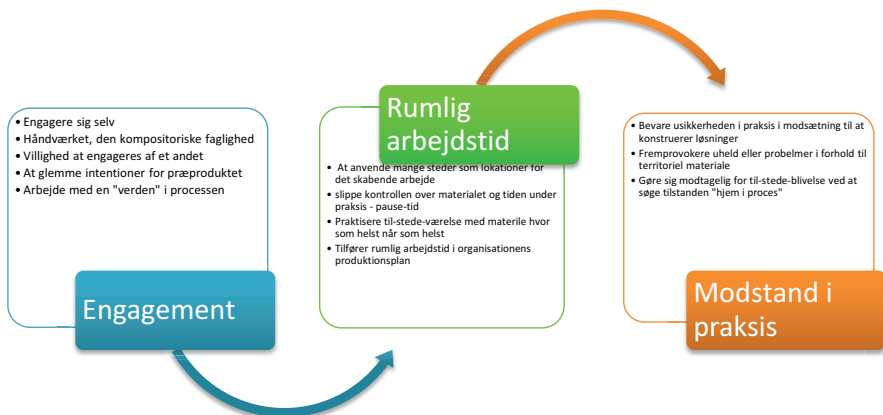 • Engagere sig selv
• Håndværket, den kompositoriske faglighed
• Villighed at engageres af et andet
• At glemme intentioner for præproduktet
• Arbejde med en "verden" i processen
Engagement
Rumlig
arbejdstid
• At anvende mange steder som lokationer for
det skabende arbejde
• slippe kontrollen over materialet og tiden under
praksis - pause-tid
• Praktisere til-stede-værelse med materile hvor
som helst når som helst
• Tilfører rumlig arbejdstid i organisationens
produktionsplan
• Bevare usikkerheden i praksis i modsætning til at
konstruerer løsninger
• Fremprovokere uheld eller probelmer i forhold til
territoriel materiale
• Gøre sig modtagelig for til-stede-blivelse ved at
søge tilstanden "hjem i proces"
Modstand i
praksis